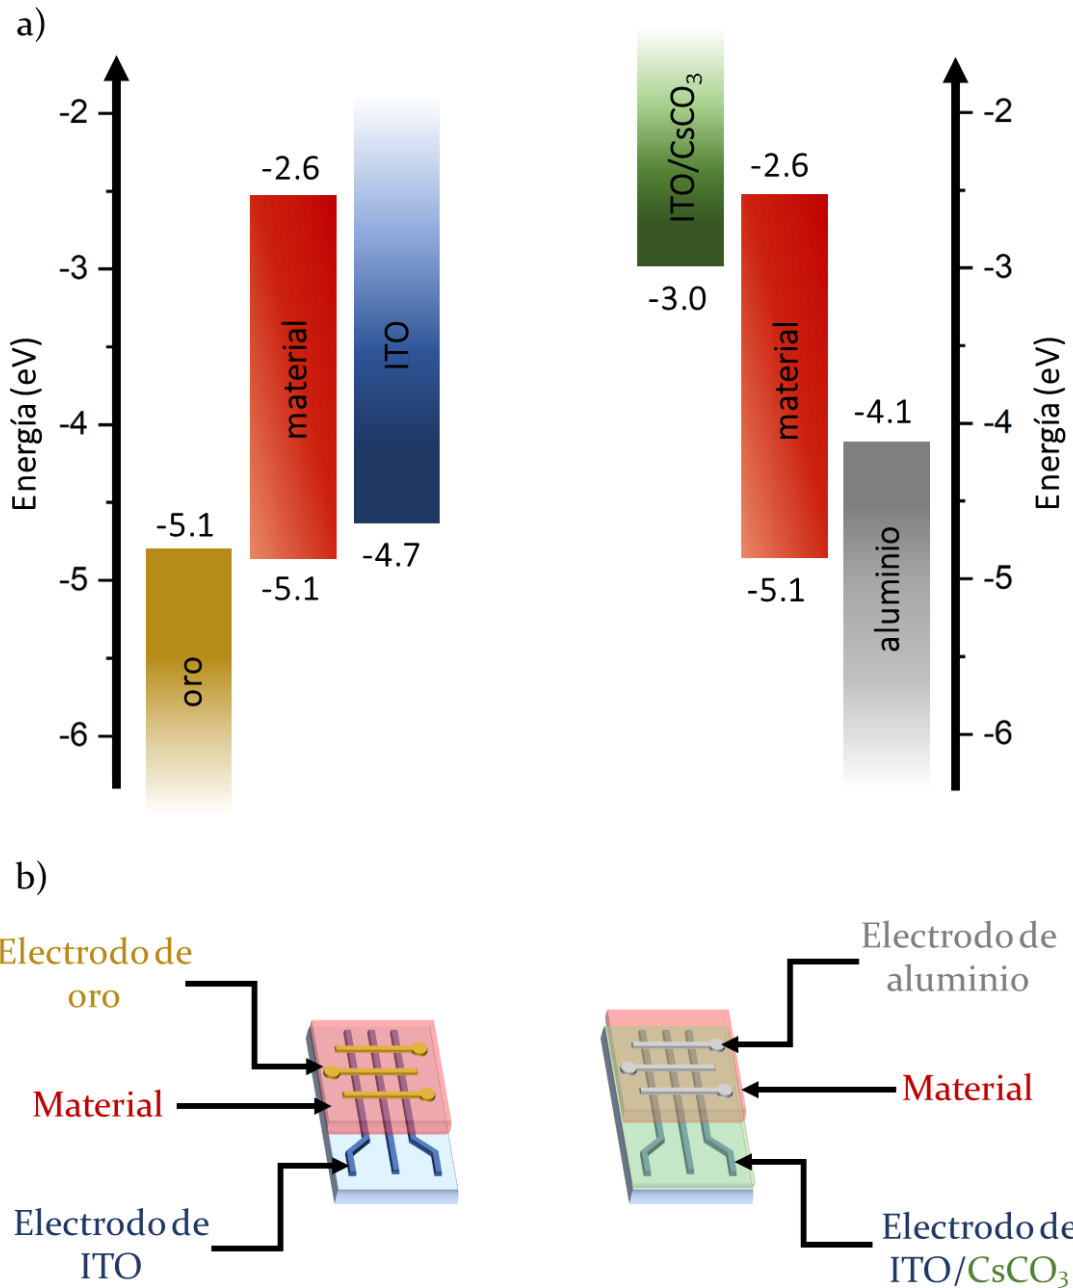 a)
-2
-3
-4
-5
-6
Energía (eV)
-5.1
oro
-2.6
material
-5.1
ITO
-4.7
ITO/CsCO₃
-3.0
-2.6
material
-5.1
-4.1
aluminio
-2
-3
-4
-5
-6
Energía (eV)
b)
Electrodo de
oro
Material
Electrodo de
ITO
Electrodo de
aluminio
Material
Electrodo de
ITO/CsCO₃